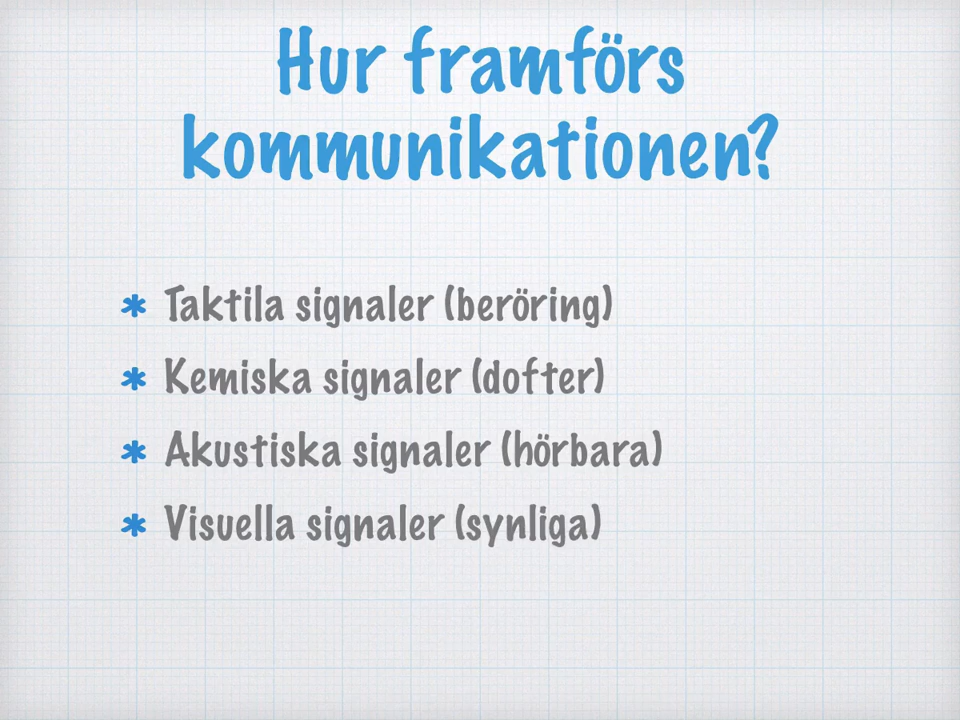 Hur framförs
kommunikationen?
Taktila signaler (beröring)
Kemiska signaler (dofter)
Akustiska signaler (hörbara)
Visuella signaler (synliga)